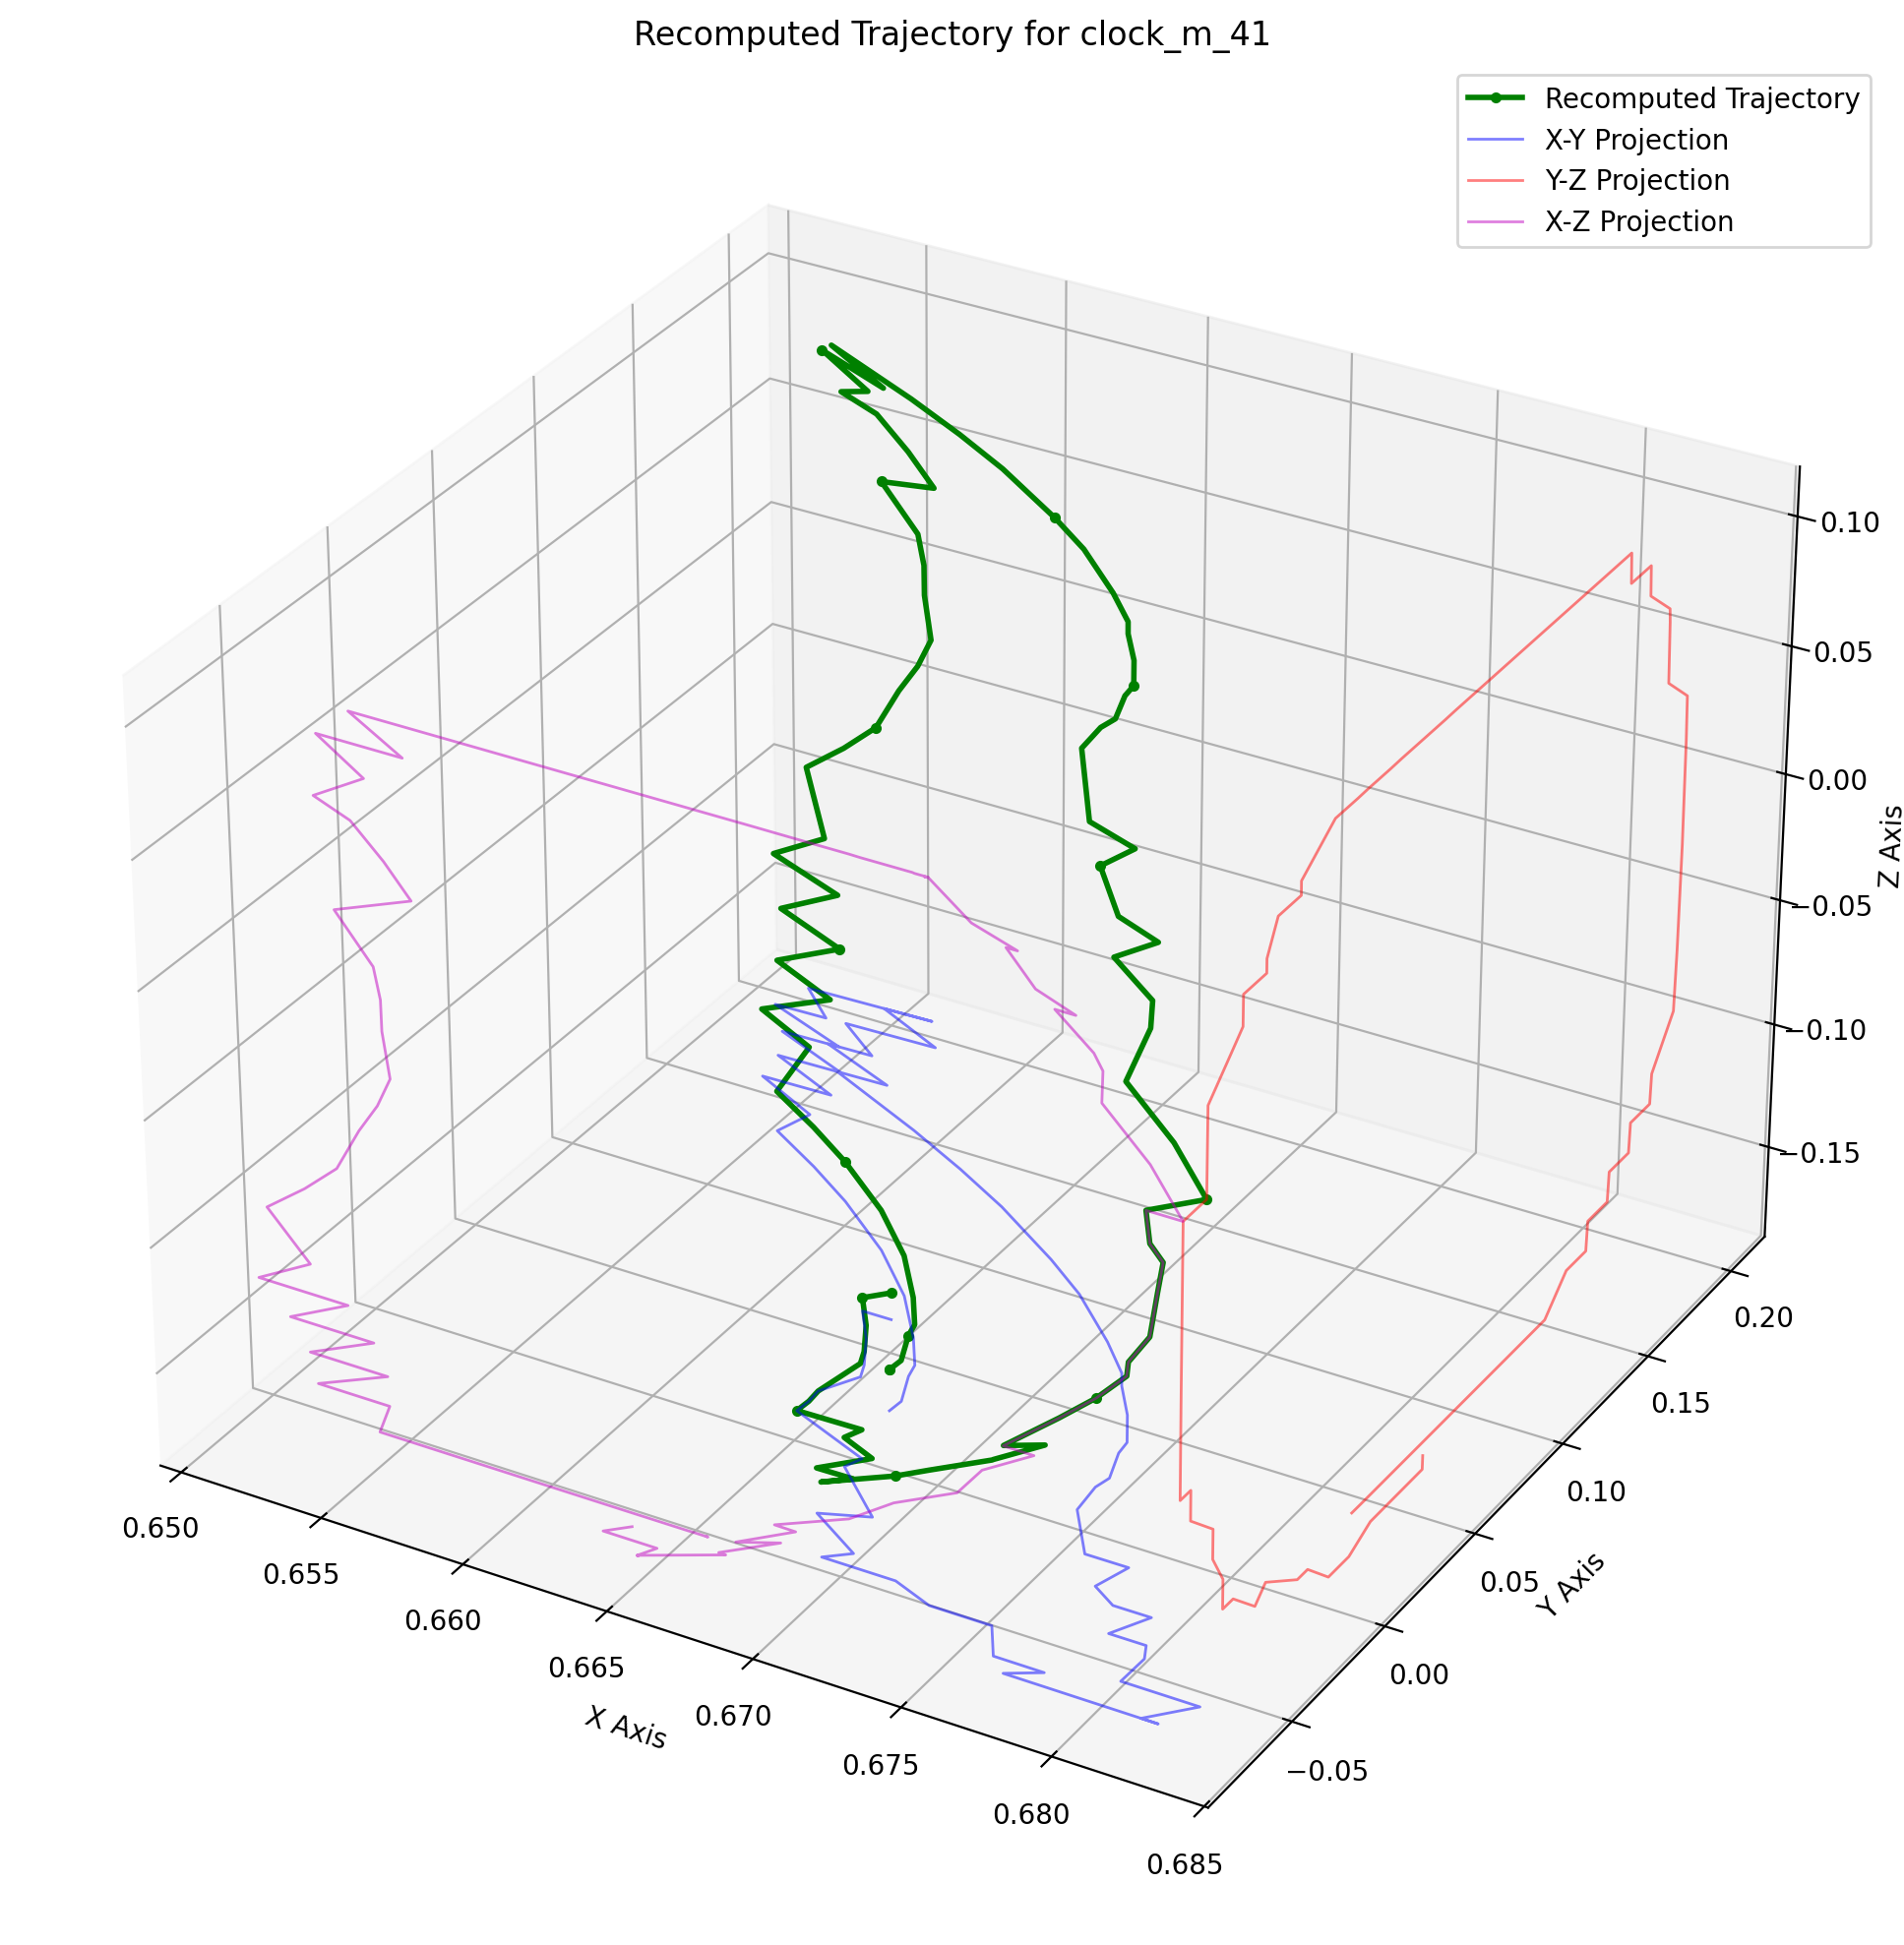 Recomputed Trajectory for clock_m_41
Recomputed Trajectory
X-Y Projection
Y-Z Projection
X-Z Projection
0.10
0.05
0.00
−0.05
−0.10
−0.15
Z Axis
0.20
0.15
0.10
0.05
0.00
−0.05
Y Axis
0.650
0.655
0.660
0.665
0.670
0.675
0.680
0.685
X Axis